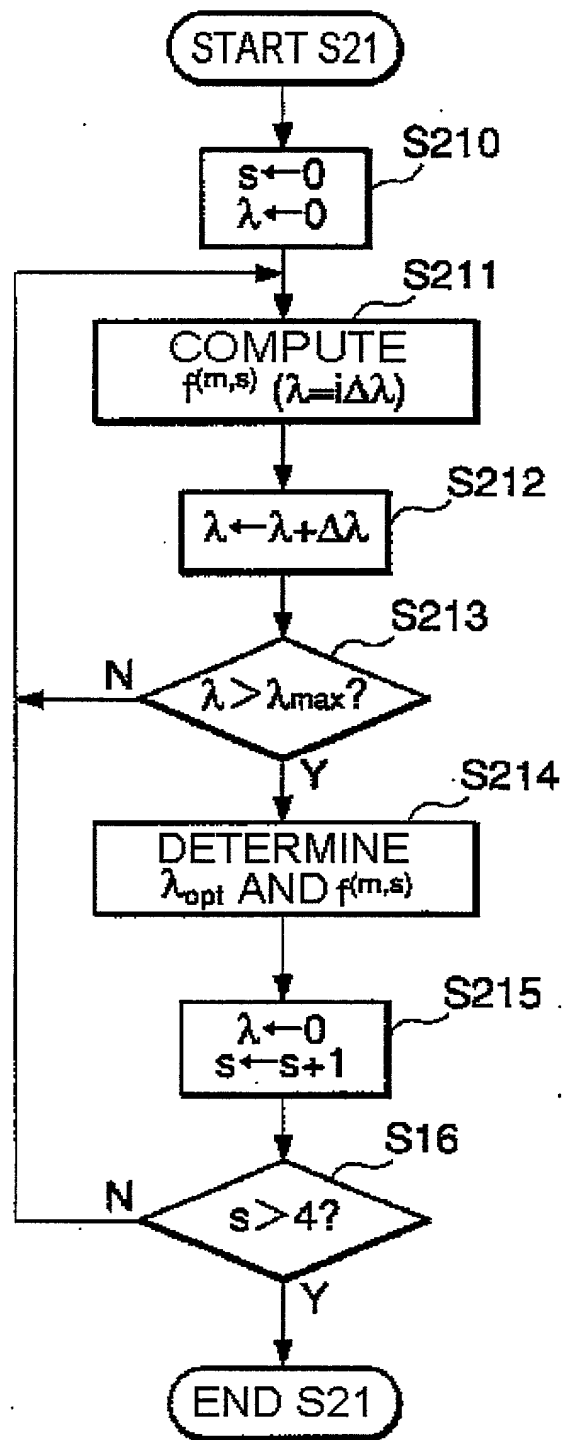 START S21
S210
s←0
λ←0
S211
COMPUTE
f(m,s) (λ=iΔλ)
S212
λ←λ+Δλ
S213
N
λ>λmax?
Y
S214
DETERMINE
λopt AND f(m,s)
S215
λ←0
s←s+1
S16
N
s>4?
Y
END S21